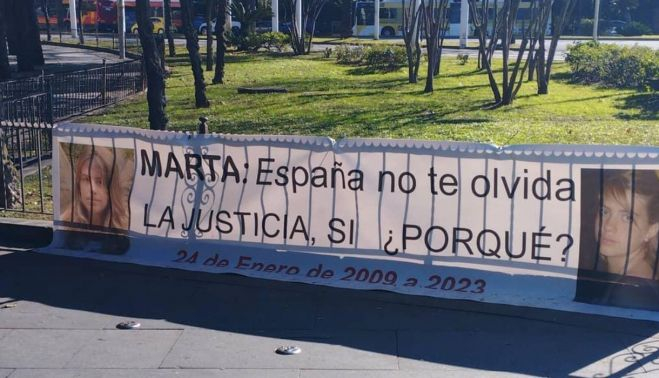 MARTA: España no te olvida
LA JUSTICIA, SI ¿PORQUÉ?
24 de Enero de 2009 a 2023